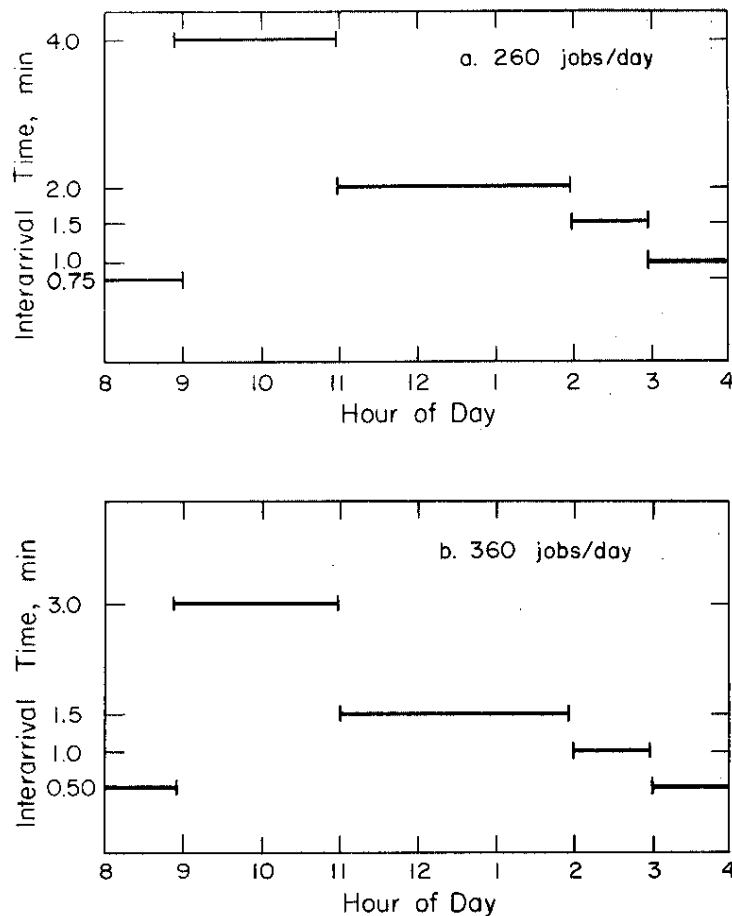 Interarrival Time, min
a. 260 jobs/day
4.0
2.0
1.5
1.0
0.75
8 9 10 11 12 1 2 3 4
Hour of Day
Interarrival Time, min
b. 360 jobs/day
3.0
1.5
1.0
0.50
8 9 10 11 12 1 2 3 4
Hour of Day